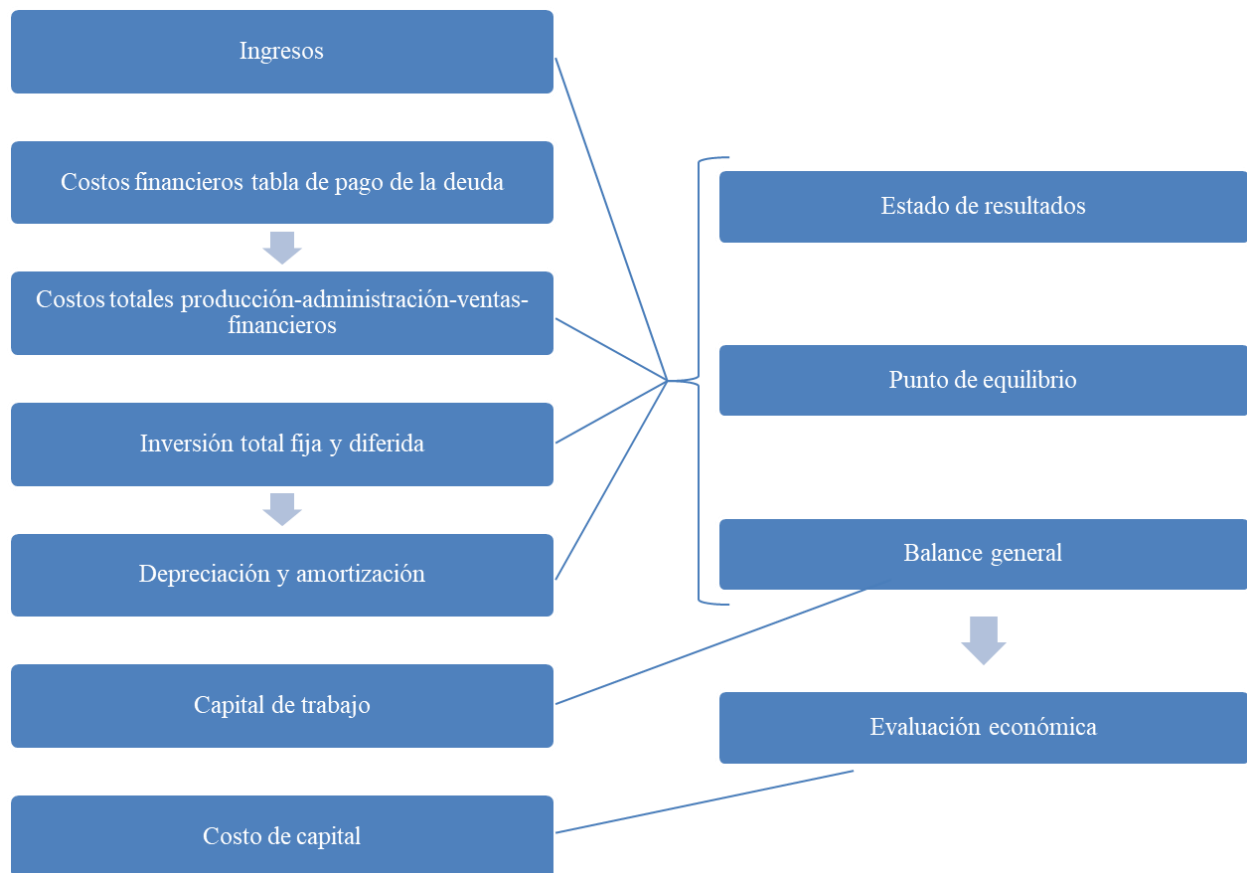 Ingresos
Costos financieros tabla de pago de la deuda
Costos totales producción-administración-ventas-
financieros
Inversión total fija y diferida
Depreciación y amortización
Capital de trabajo
Costo de capital
Estado de resultados
Punto de equilibrio
Balance general
Evaluación económica